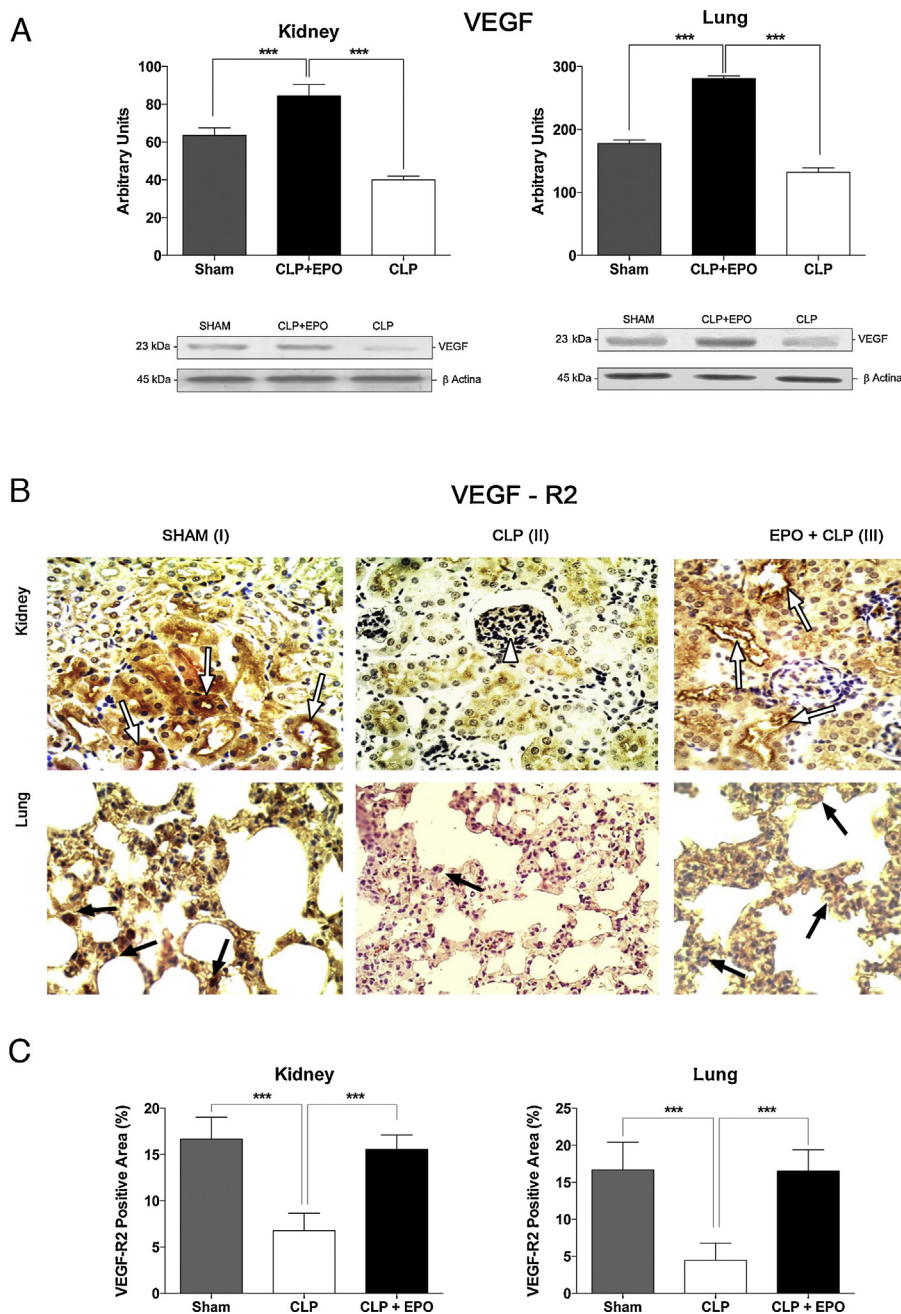 A
VEGF
Kidney
*** ***
Arbitrary Units
100
80
60
40
20
0
Sham CLP+EPO CLP
SHAM CLP+EPO CLP
23 kDa VEGF
45 kDa β Actina
Lung
*** ***
Arbitrary Units
300
200
100
0
Sham CLP+EPO CLP
SHAM CLP+EPO CLP
23 kDa VEGF
45 kDa β Actina
B
VEGF - R2
SHAM (I) CLP (II) EPO + CLP (III)
Kidney
Lung
C
Kidney
*** ***
VEGF-R2 Positive Area (%)
20
15
10
5
0
Sham CLP CLP + EPO
Lung
*** ***
VEGF-R2 Positive Area (%)
25
20
15
10
5
0
Sham CLP CLP + EPO